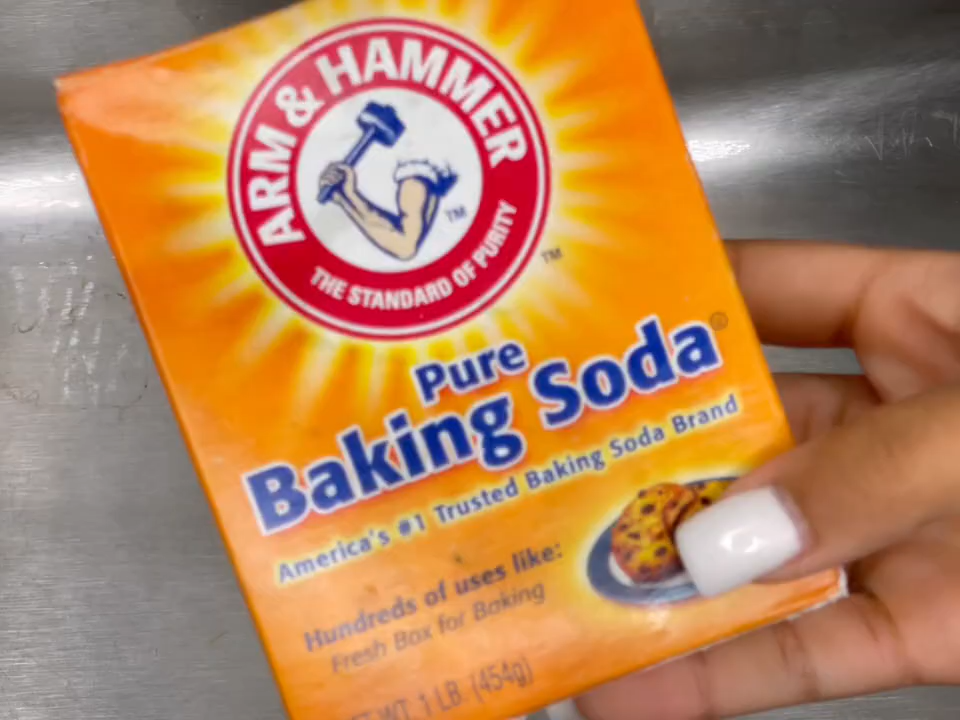 ARM & HAMMER
TM
THE STANDARD OF PURITY
TM
Pure
Baking Soda®
America's #1 Trusted Baking Soda Brand
Hundreds of uses like:
Fresh Box for Baking
WT. 1 LB. (454g)